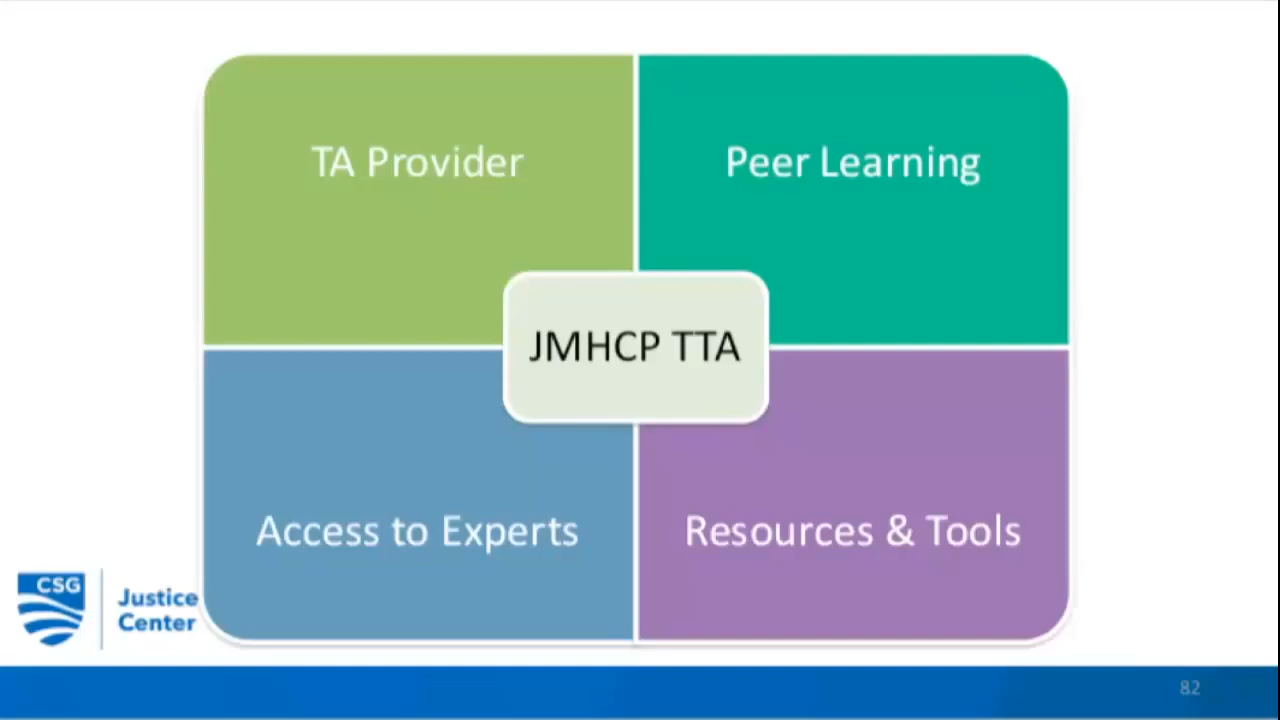 TA Provider
Peer Learning
JMHCP TTA
Access to Experts
Resources & Tools
CSG
Justice
Center
82